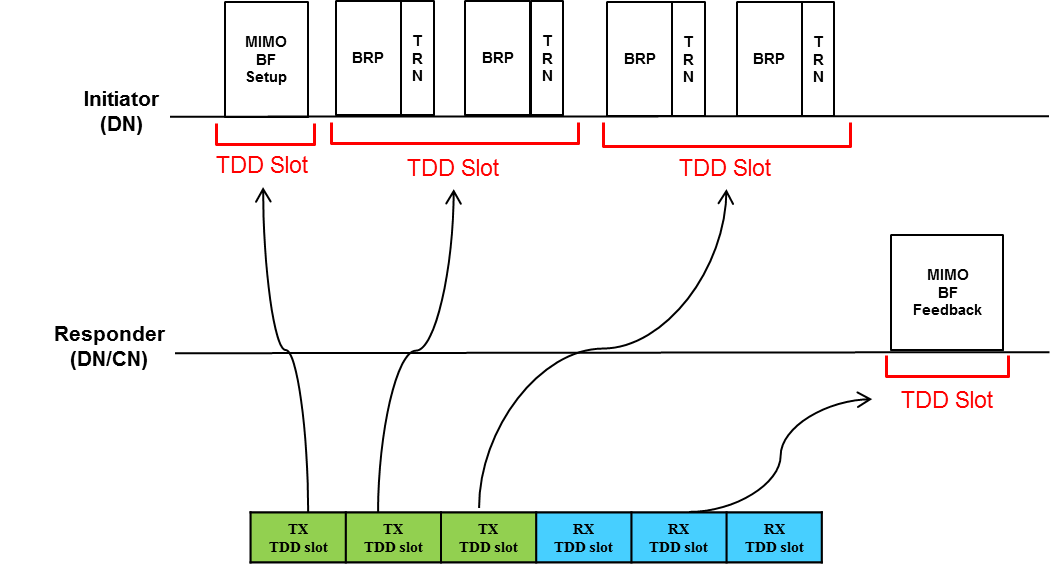 MIMO
BF
Setup
BRP
T
R
N
BRP
T
R
N
BRP
T
R
N
BRP
T
R
N
Initiator
(DN)
TDD Slot
TDD Slot
TDD Slot
MIMO
BF
Feedback
Responder
(DN/CN)
TDD Slot
TX
TDD slot
TX
TDD slot
TX
TDD slot
RX
TDD slot
RX
TDD slot
RX
TDD slot